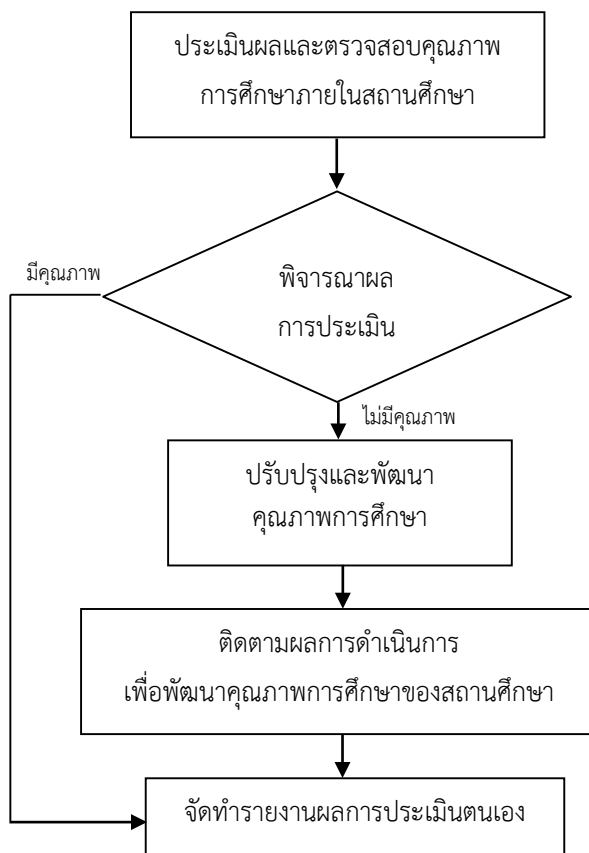 ประเมินผลและตรวจสอบคุณภาพ
การศึกษาภายในสถานศึกษา
มีคุณภาพ
พิจารณาผล
การประเมิน
ไม่มีคุณภาพ
ปรับปรุงและพัฒนา
คุณภาพการศึกษา
ติดตามผลการดำเนินการ
เพื่อพัฒนาคุณภาพการศึกษาของสถานศึกษา
จัดทำรายงานผลการประเมินตนเอง